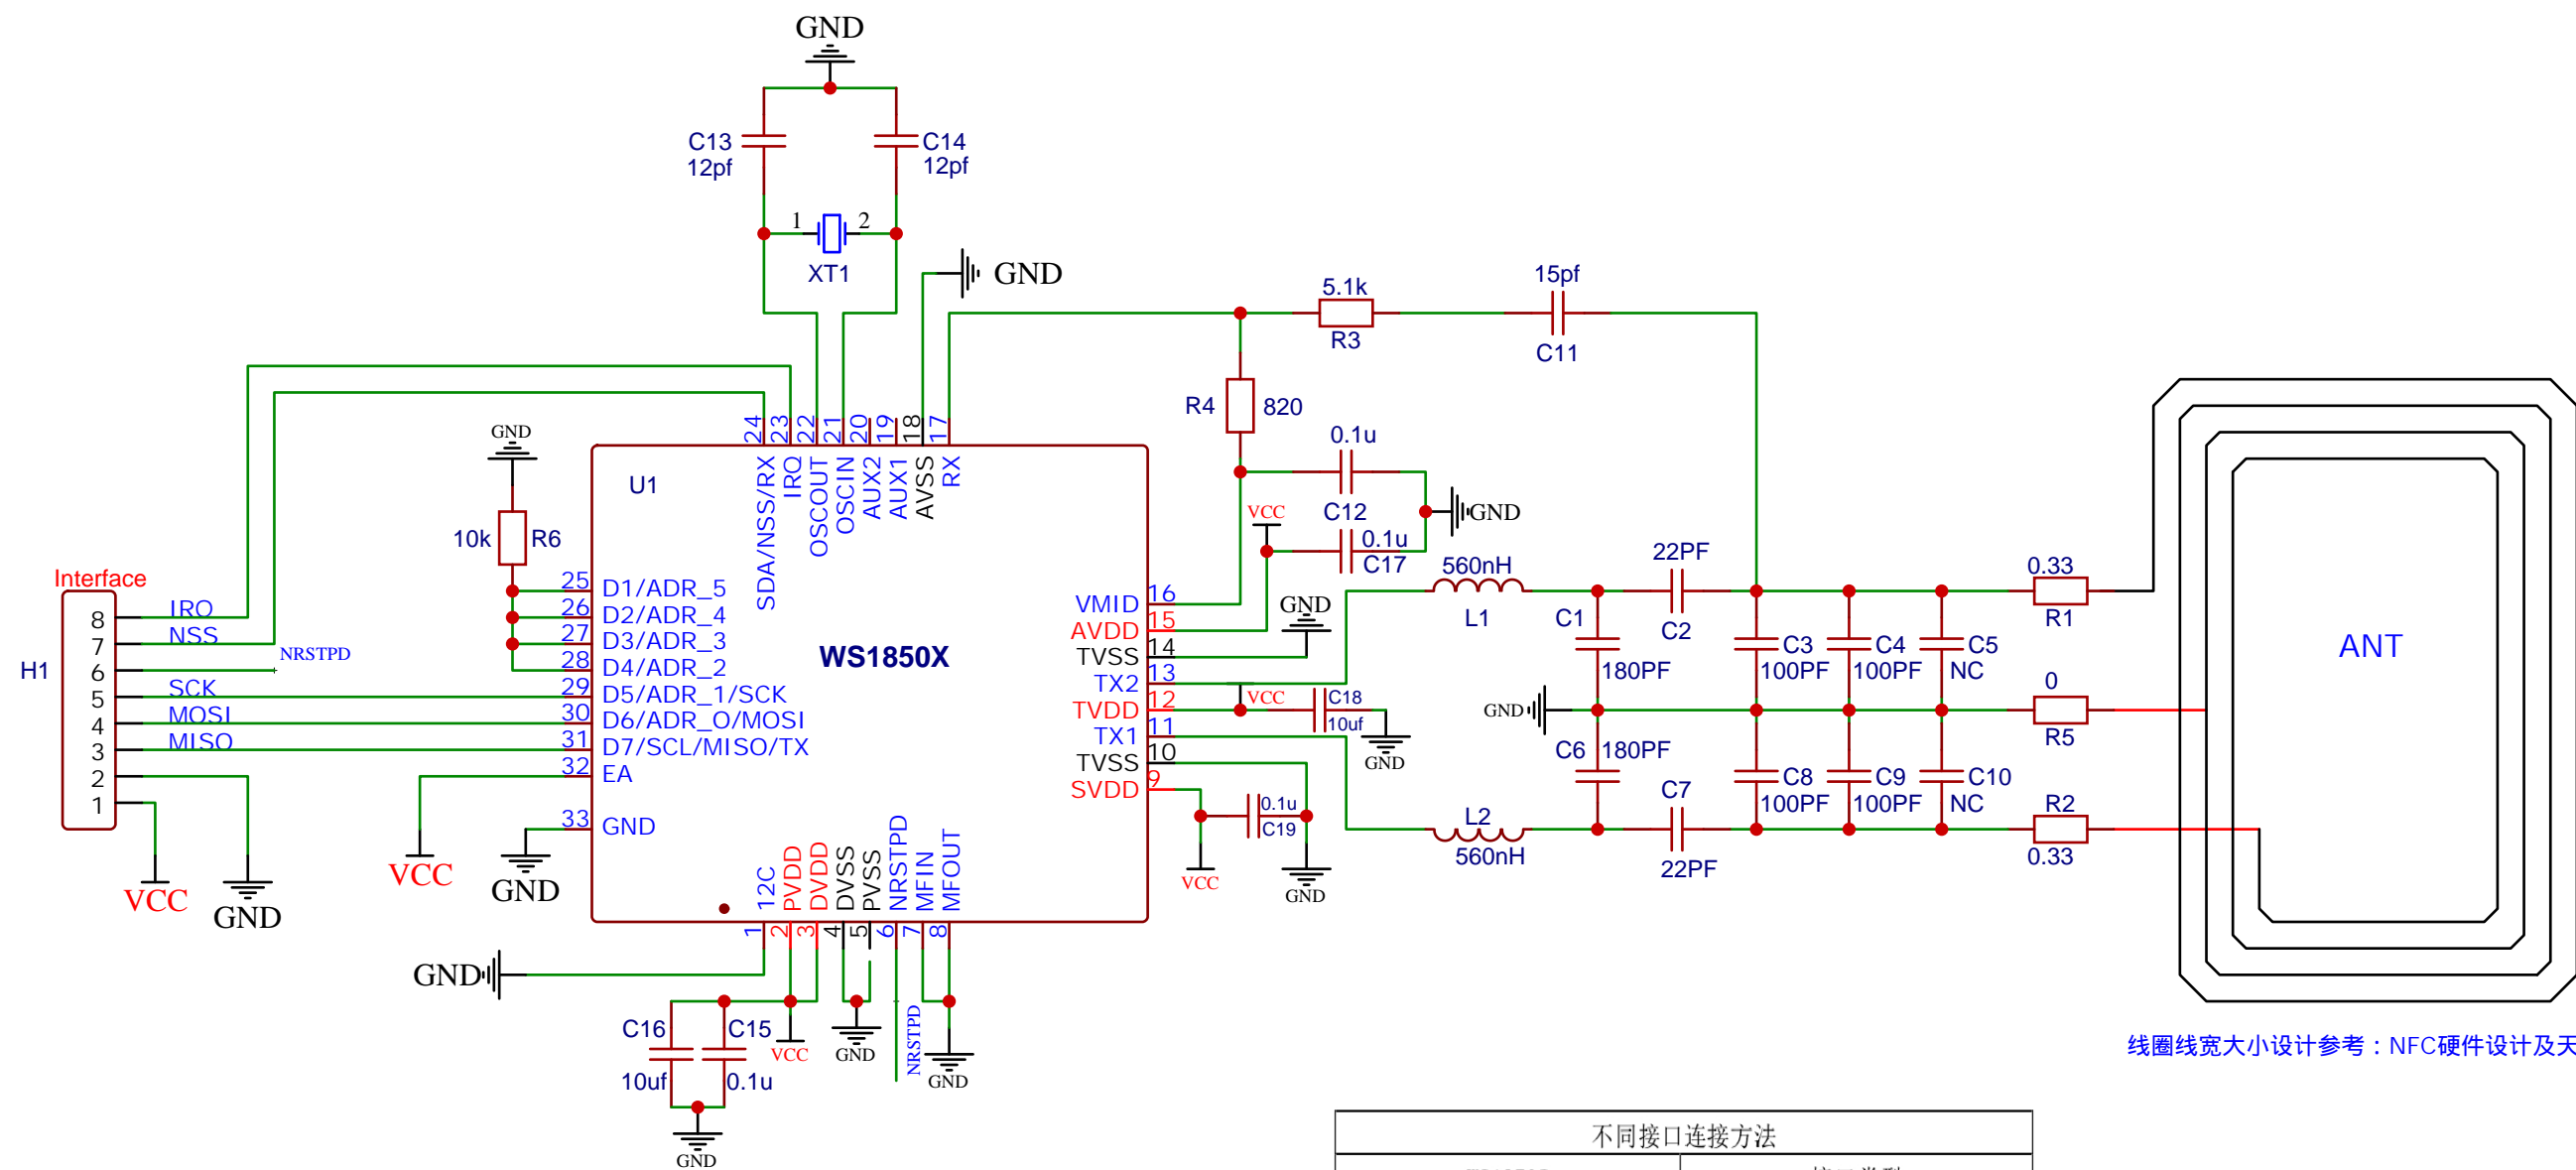 GND
C13
12pf
C14
12pf
1
2
XT1
GND
15pf
5.1k
R3
C11
R4
820
0.1u
C12
VCC
0.1u
C17
GND
GND
10k
R6
U1
24
23
22
21
20
19
18
17
SDA/NSS/RX
IRQ
OSCOUT
OSCIN
AUX2
AUX1
AVSS
RX
Interface
H1
8
7
6
5
4
3
2
1
IRQ
NSS
NRSTPD
SCK
MOSI
MISO
VCC
GND
25 D1/ADR_5
26 D2/ADR_4
27 D3/ADR_3
28 D4/ADR_2
29 D5/ADR_1/SCK
30 D6/ADR_O/MOSI
31 D7/SCL/MISO/TX
32 EA
33 GND
VCC
GND
WS1850X
VMID 16
AVDD 15
TVSS 14
TX2 13
TVDD 12
TX1 11
TVSS 10
SVDD 9
GND
VCC
C18
10uf
GND
0.1u
C19
VCC
GND
12C
PVDD
DVDD
DVSS
PVSS
NRSTPD
MFIN
MFOUT
1
2
3
4
5
6
7
8
GND
C16
10uf
C15
0.1u
VCC
GND
NRSTPD
GND
GND
560nH
L1
22PF
C2
C1
180PF
C3
100PF
C4
100PF
C5
NC
0.33
R1
GND
0
R5
C6
180PF
C7
22PF
C8
100PF
C9
100PF
C10
NC
R2
0.33
L2
560nH
ANT
线圈线宽大小设计参考：NFC硬件设计及天
不同接口连接方法